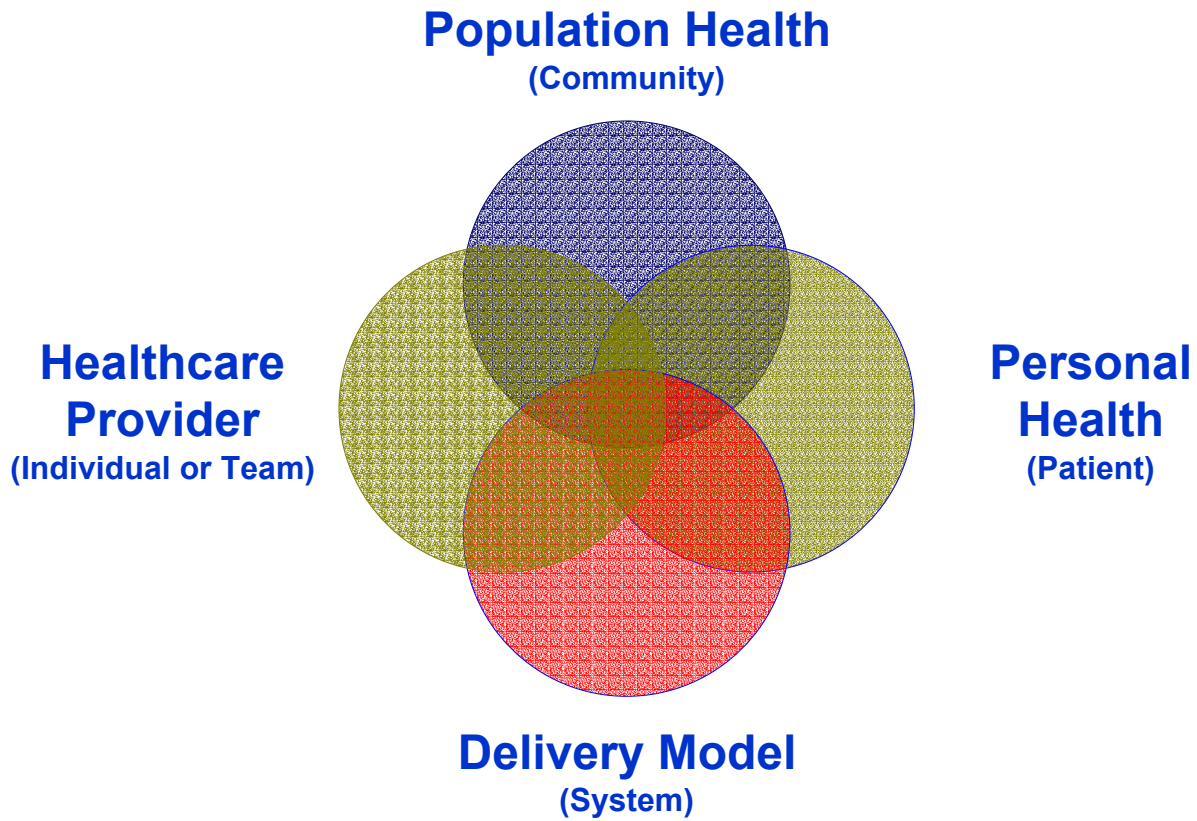 Population Health
(Community)
Healthcare
Provider
(Individual or Team)
Personal
Health
(Patient)
Delivery Model
(System)